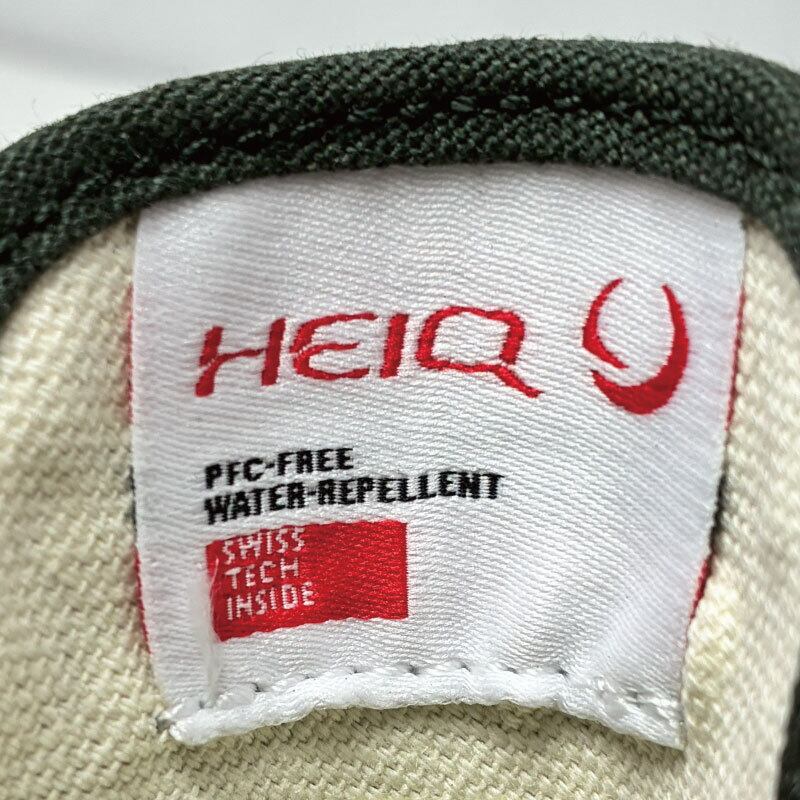 HEIQ
PFC-FREE
WATER-REPELLENT
SWISS
TECH
INSIDE